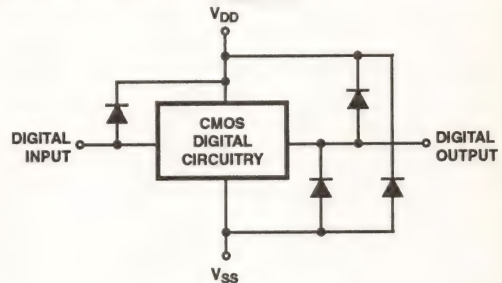 VDD
CMOS
DIGITAL
CIRCUITRY
DIGITAL
INPUT
DIGITAL
OUTPUT
VSS